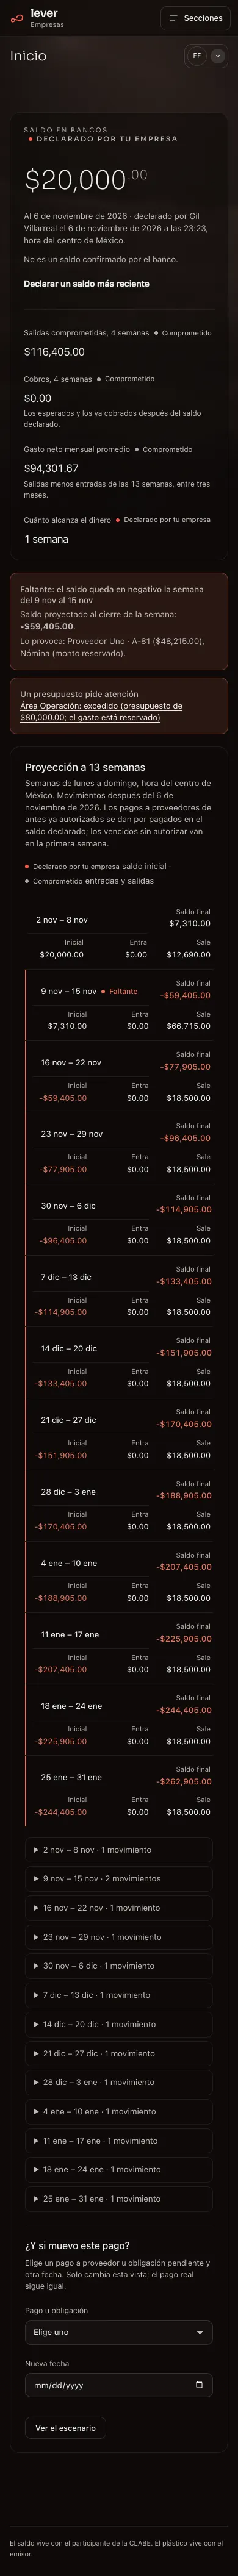 lever
Empresas
Secciones
Inicio
FF
SALDO EN BANCOS
DECLARADO POR TU EMPRESA
$20,000.00
Al 6 de noviembre de 2026 · declarado por Gil
Villarreal el 6 de noviembre de 2026 a las 23:23,
hora del centro de México.
No es un saldo confirmado por el banco.
Declarar un saldo más reciente
Salidas comprometidas, 4 semanas Comprometido
$116,405.00
Cobros, 4 semanas Comprometido
$0.00
Los esperados y los ya cobrados después del saldo
declarado.
Gasto neto mensual promedio Comprometido
$94,301.67
Salidas menos entradas de las 13 semanas, entre tres
meses.
Cuánto alcanza el dinero Declarado por tu empresa
1 semana
Faltante: el saldo queda en negativo la semana
del 9 nov al 15 nov
Saldo proyectado al cierre de la semana:
-$59,405.00.
Lo provoca: Proveedor Uno · A-81 ($48,215.00),
Nómina (monto reservado).
Un presupuesto pide atención
Área Operación: excedido (presupuesto de
$80,000.00; el gasto está reservado)
Proyección a 13 semanas
Semanas de lunes a domingo, hora del centro de
México. Movimientos después del 6 de
noviembre de 2026. Los pagos a proveedores de
antes ya autorizados se dan por pagados en el
saldo declarado; los vencidos sin autorizar van
en la primera semana.
Declarado por tu empresa saldo inicial ·
Comprometido entradas y salidas
2 nov – 8 nov Saldo final $7,310.00
Inicial Entra Sale
$20,000.00 $0.00 $12,690.00
9 nov – 15 nov Faltante Saldo final -$59,405.00
Inicial Entra Sale
$7,310.00 $0.00 $66,715.00
16 nov – 22 nov Saldo final -$77,905.00
Inicial Entra Sale
-$59,405.00 $0.00 $18,500.00
23 nov – 29 nov Saldo final -$96,405.00
Inicial Entra Sale
-$77,905.00 $0.00 $18,500.00
30 nov – 6 dic Saldo final -$114,905.00
Inicial Entra Sale
-$96,405.00 $0.00 $18,500.00
7 dic – 13 dic Saldo final -$133,405.00
Inicial Entra Sale
-$114,905.00 $0.00 $18,500.00
14 dic – 20 dic Saldo final -$151,905.00
Inicial Entra Sale
-$133,405.00 $0.00 $18,500.00
21 dic – 27 dic Saldo final -$170,405.00
Inicial Entra Sale
-$151,905.00 $0.00 $18,500.00
28 dic – 3 ene Saldo final -$188,905.00
Inicial Entra Sale
-$170,405.00 $0.00 $18,500.00
4 ene – 10 ene Saldo final -$207,405.00
Inicial Entra Sale
-$188,905.00 $0.00 $18,500.00
11 ene – 17 ene Saldo final -$225,905.00
Inicial Entra Sale
-$207,405.00 $0.00 $18,500.00
18 ene – 24 ene Saldo final -$244,405.00
Inicial Entra Sale
-$225,905.00 $0.00 $18,500.00
25 ene – 31 ene Saldo final -$262,905.00
Inicial Entra Sale
-$244,405.00 $0.00 $18,500.00
2 nov – 8 nov · 1 movimiento
9 nov – 15 nov · 2 movimientos
16 nov – 22 nov · 1 movimiento
23 nov – 29 nov · 1 movimiento
30 nov – 6 dic · 1 movimiento
7 dic – 13 dic · 1 movimiento
14 dic – 20 dic · 1 movimiento
21 dic – 27 dic · 1 movimiento
28 dic – 3 ene · 1 movimiento
4 ene – 10 ene · 1 movimiento
11 ene – 17 ene · 1 movimiento
18 ene – 24 ene · 1 movimiento
25 ene – 31 ene · 1 movimiento
¿Y si muevo este pago?
Elige un pago a proveedor u obligación pendiente y
otra fecha. Solo cambia esta vista; el pago real
sigue igual.
Pago u obligación
Elige uno
Nueva fecha
mm/dd/yyyy
Ver el escenario
El saldo vive con el participante de la CLABE. El plástico vive con el
emisor.